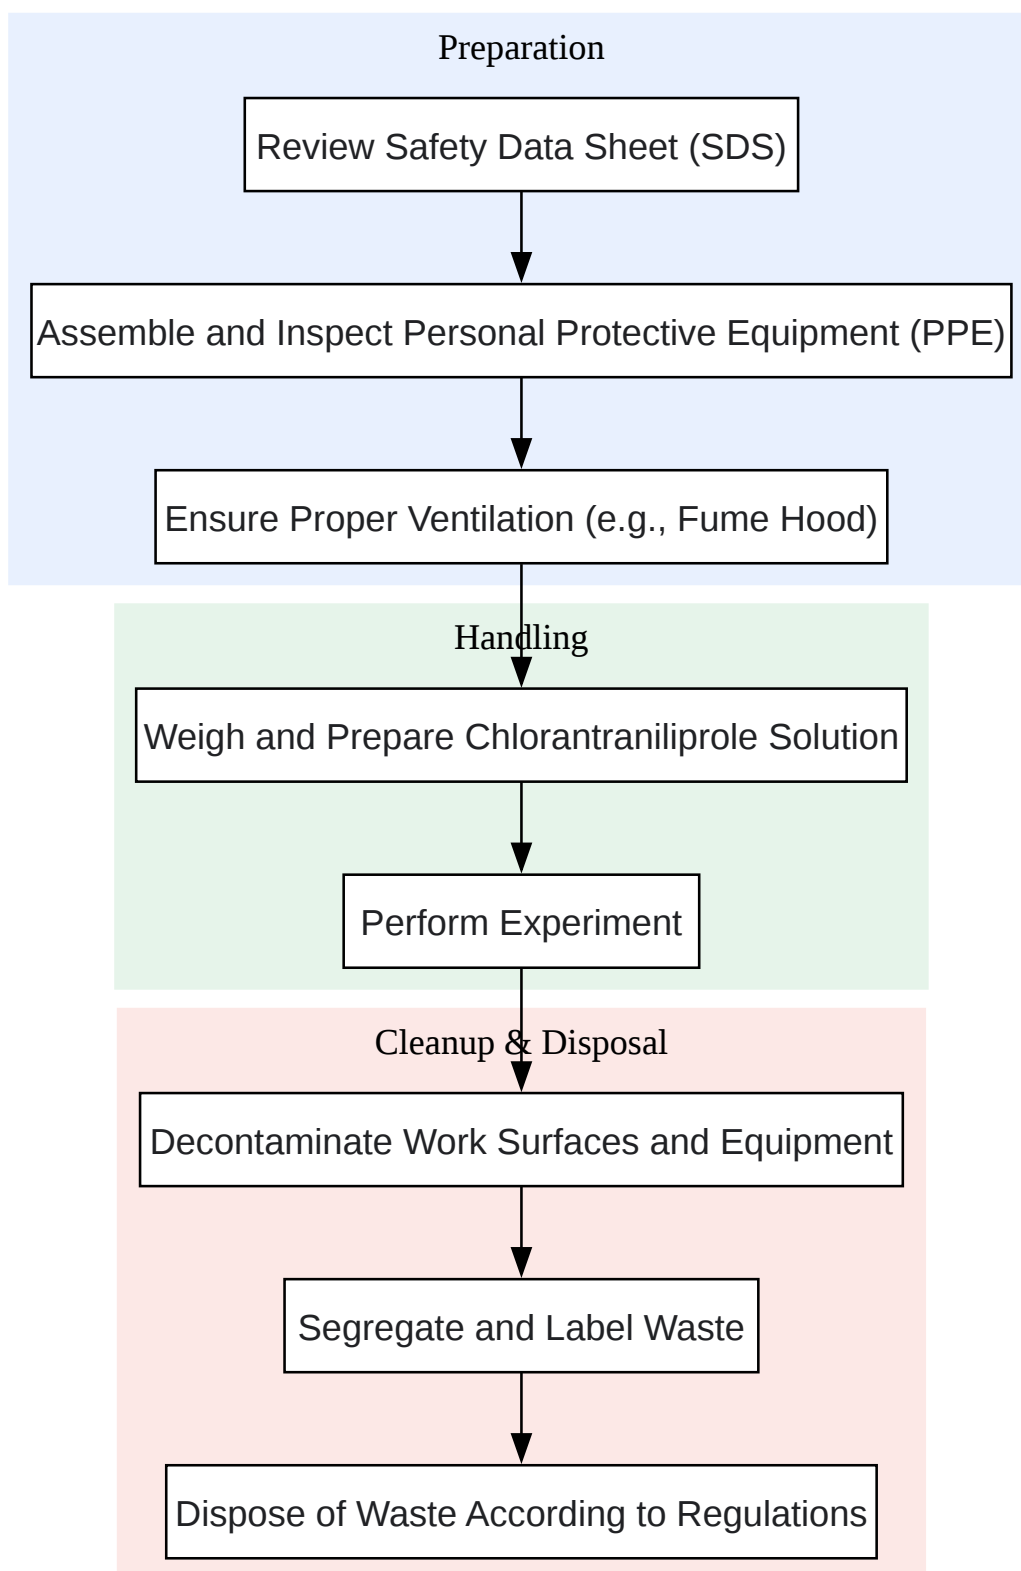 Preparation
Review Safety Data Sheet (SDS)
Assemble and Inspect Personal Protective Equipment (PPE)
Ensure Proper Ventilation (e.g., Fume Hood)
Handling
Weigh and Prepare Chlorantraniliprole Solution
Perform Experiment
Cleanup & Disposal
Decontaminate Work Surfaces and Equipment
Segregate and Label Waste
Dispose of Waste According to Regulations